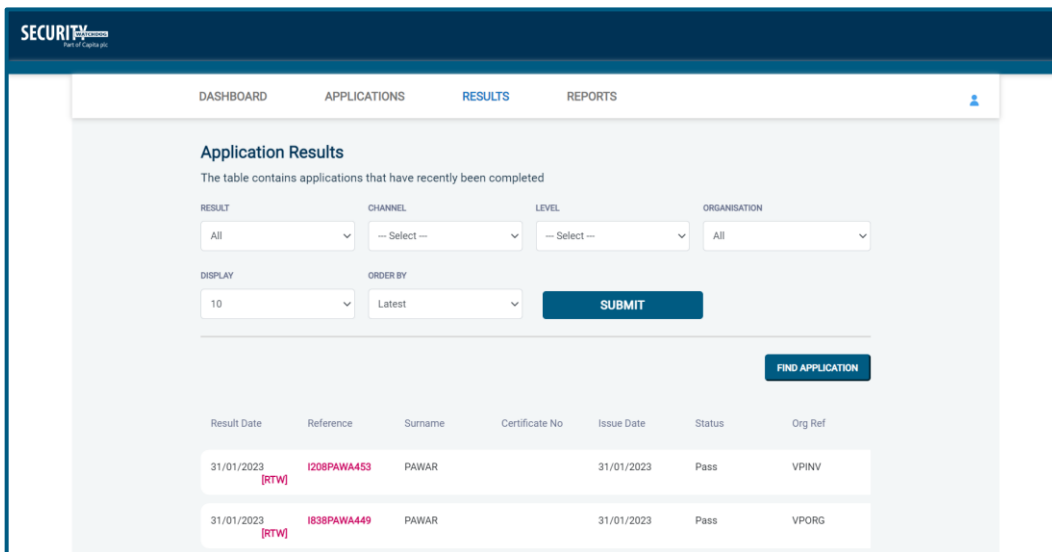 SECURITY WATCHDOG
Part of Capita plc
DASHBOARD APPLICATIONS RESULTS REPORTS
Application Results
The table contains applications that have recently been completed
RESULT CHANNEL LEVEL ORGANISATION
All --- Select --- --- Select --- All
DISPLAY ORDER BY
10 Latest SUBMIT
FIND APPLICATION
Result Date Reference Surname Certificate No Issue Date Status Org Ref
31/01/2023 I208PAWA453 PAWAR 31/01/2023 Pass VPINV
[RTW]
31/01/2023 I838PAWA449 PAWAR 31/01/2023 Pass VPORG
[RTW]